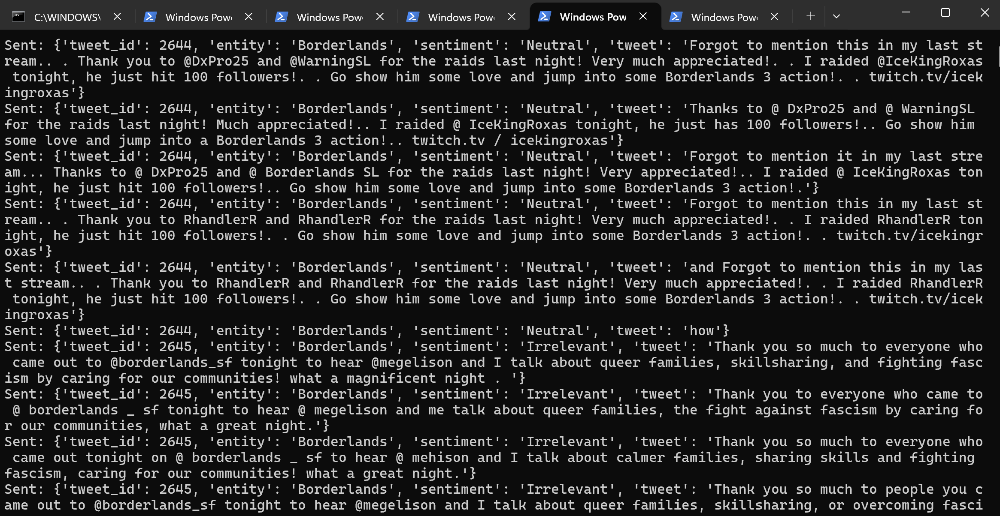 C:\WINDOWS\ Windows Pow Windows Pow Windows Pow Windows Pow Windows Pow
Sent: {'tweet_id': 2644, 'entity': 'Borderlands', 'sentiment': 'Neutral', 'tweet': 'Forgot to mention this in my last st
ream.. . Thank you to @DxPro25 and @WarningSL for the raids last night! Very much appreciated!. . I raided @IceKingRoxas
 tonight, he just hit 100 followers!. . Go show him some love and jump into some Borderlands 3 action!. . twitch.tv/icek
ingroxas'}
Sent: {'tweet_id': 2644, 'entity': 'Borderlands', 'sentiment': 'Neutral', 'tweet': 'Thanks to @ DxPro25 and @ WarningSL
for the raids last night! Much appreciated!.. I raided @ IceKingRoxas tonight, he just has 100 followers!.. Go show him
some love and jump into a Borderlands 3 action!.. twitch.tv / icekingroxas'}
Sent: {'tweet_id': 2644, 'entity': 'Borderlands', 'sentiment': 'Neutral', 'tweet': 'Forgot to mention it in my last stre
am... Thanks to @ DxPro25 and @ Borderlands SL for the raids last night! Very appreciated!.. I raided @ IceKingRoxas ton
ight, he just hit 100 followers!.. Go show him some love and jump into some Borderlands 3 action!.'}
Sent: {'tweet_id': 2644, 'entity': 'Borderlands', 'sentiment': 'Neutral', 'tweet': 'Forgot to mention this in my last st
ream.. . Thank you to RhandlerR and RhandlerR for the raids last night! Very much appreciated!. . I raided RhandlerR ton
ight, he just hit 100 followers!. . Go show him some love and jump into some Borderlands 3 action!. . twitch.tv/icekingr
oxas'}
Sent: {'tweet_id': 2644, 'entity': 'Borderlands', 'sentiment': 'Neutral', 'tweet': 'and Forgot to mention this in my las
t stream.. . Thank you to RhandlerR and RhandlerR for the raids last night! Very much appreciated!. . I raided RhandlerR
 tonight, he just hit 100 followers!. . Go show him some love and jump into some Borderlands 3 action!. . twitch.tv/icek
ingroxas'}
Sent: {'tweet_id': 2644, 'entity': 'Borderlands', 'sentiment': 'Neutral', 'tweet': 'how'}
Sent: {'tweet_id': 2645, 'entity': 'Borderlands', 'sentiment': 'Irrelevant', 'tweet': 'Thank you so much to everyone who
 came out to @borderlands_sf tonight to hear @megelison and I talk about queer families, skillsharing, and fighting fasc
ism by caring for our communities! what a magnificent night . '}
Sent: {'tweet_id': 2645, 'entity': 'Borderlands', 'sentiment': 'Irrelevant', 'tweet': 'Thank you to everyone who came to
 @ borderlands _ sf tonight to hear @ megelison and me talk about queer families, the fight against fascism by caring fo
r our communities, what a great night.'}
Sent: {'tweet_id': 2645, 'entity': 'Borderlands', 'sentiment': 'Irrelevant', 'tweet': 'Thank you so much to everyone who
 came out tonight on @ borderlands _ sf to hear @ mehison and I talk about calmer families, sharing skills and fighting
fascism, caring for our communities! what a great night.'}
Sent: {'tweet_id': 2645, 'entity': 'Borderlands', 'sentiment': 'Irrelevant', 'tweet': 'Thank you so much to people you c
ame out to @borderlands_sf tonight to hear @megelison and I talk about queer families, skillsharing, or overcoming fasci